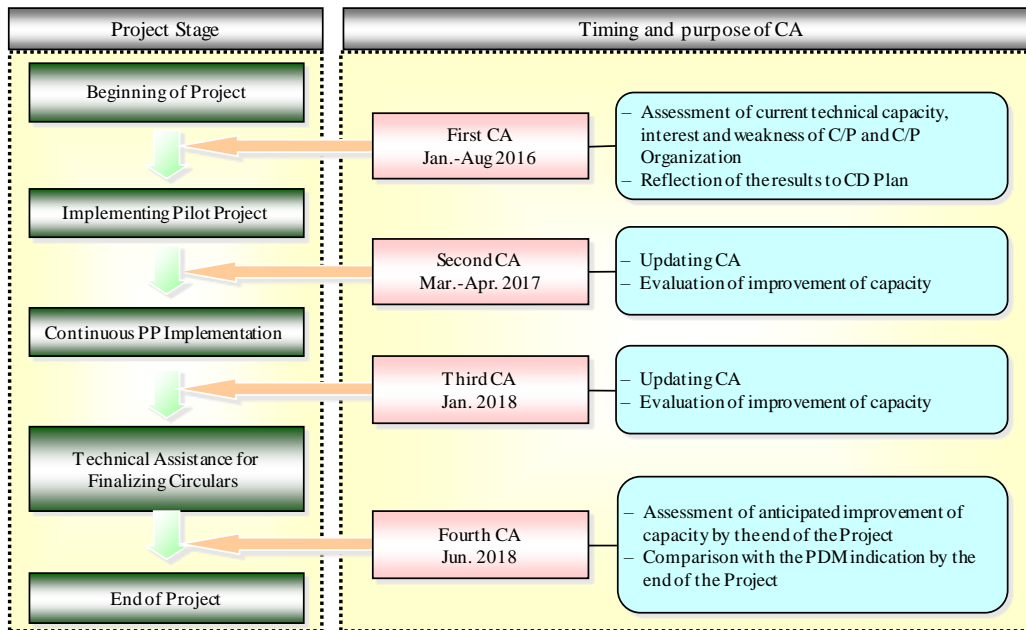 Project Stage
Timing and purpose of CA
Beginning of Project
First CA
Jan.-Aug 2016
– Assessment of current technical capacity,
interest and weakness of C/P and C/P
Organization
– Reflection of the results to CD Plan
Implementing Pilot Project
Second CA
Mar.-Apr. 2017
– Updating CA
– Evaluation of improvement of capacity
Continuous PP Implementation
Third CA
Jan. 2018
– Updating CA
– Evaluation of improvement of capacity
Technical Assistance for
Finalizing Circulars
Fourth CA
Jun. 2018
– Assessment of anticipated improvement of
capacity by the end of the Project
– Comparison with the PDM indication by the
end of the Project
End of Project